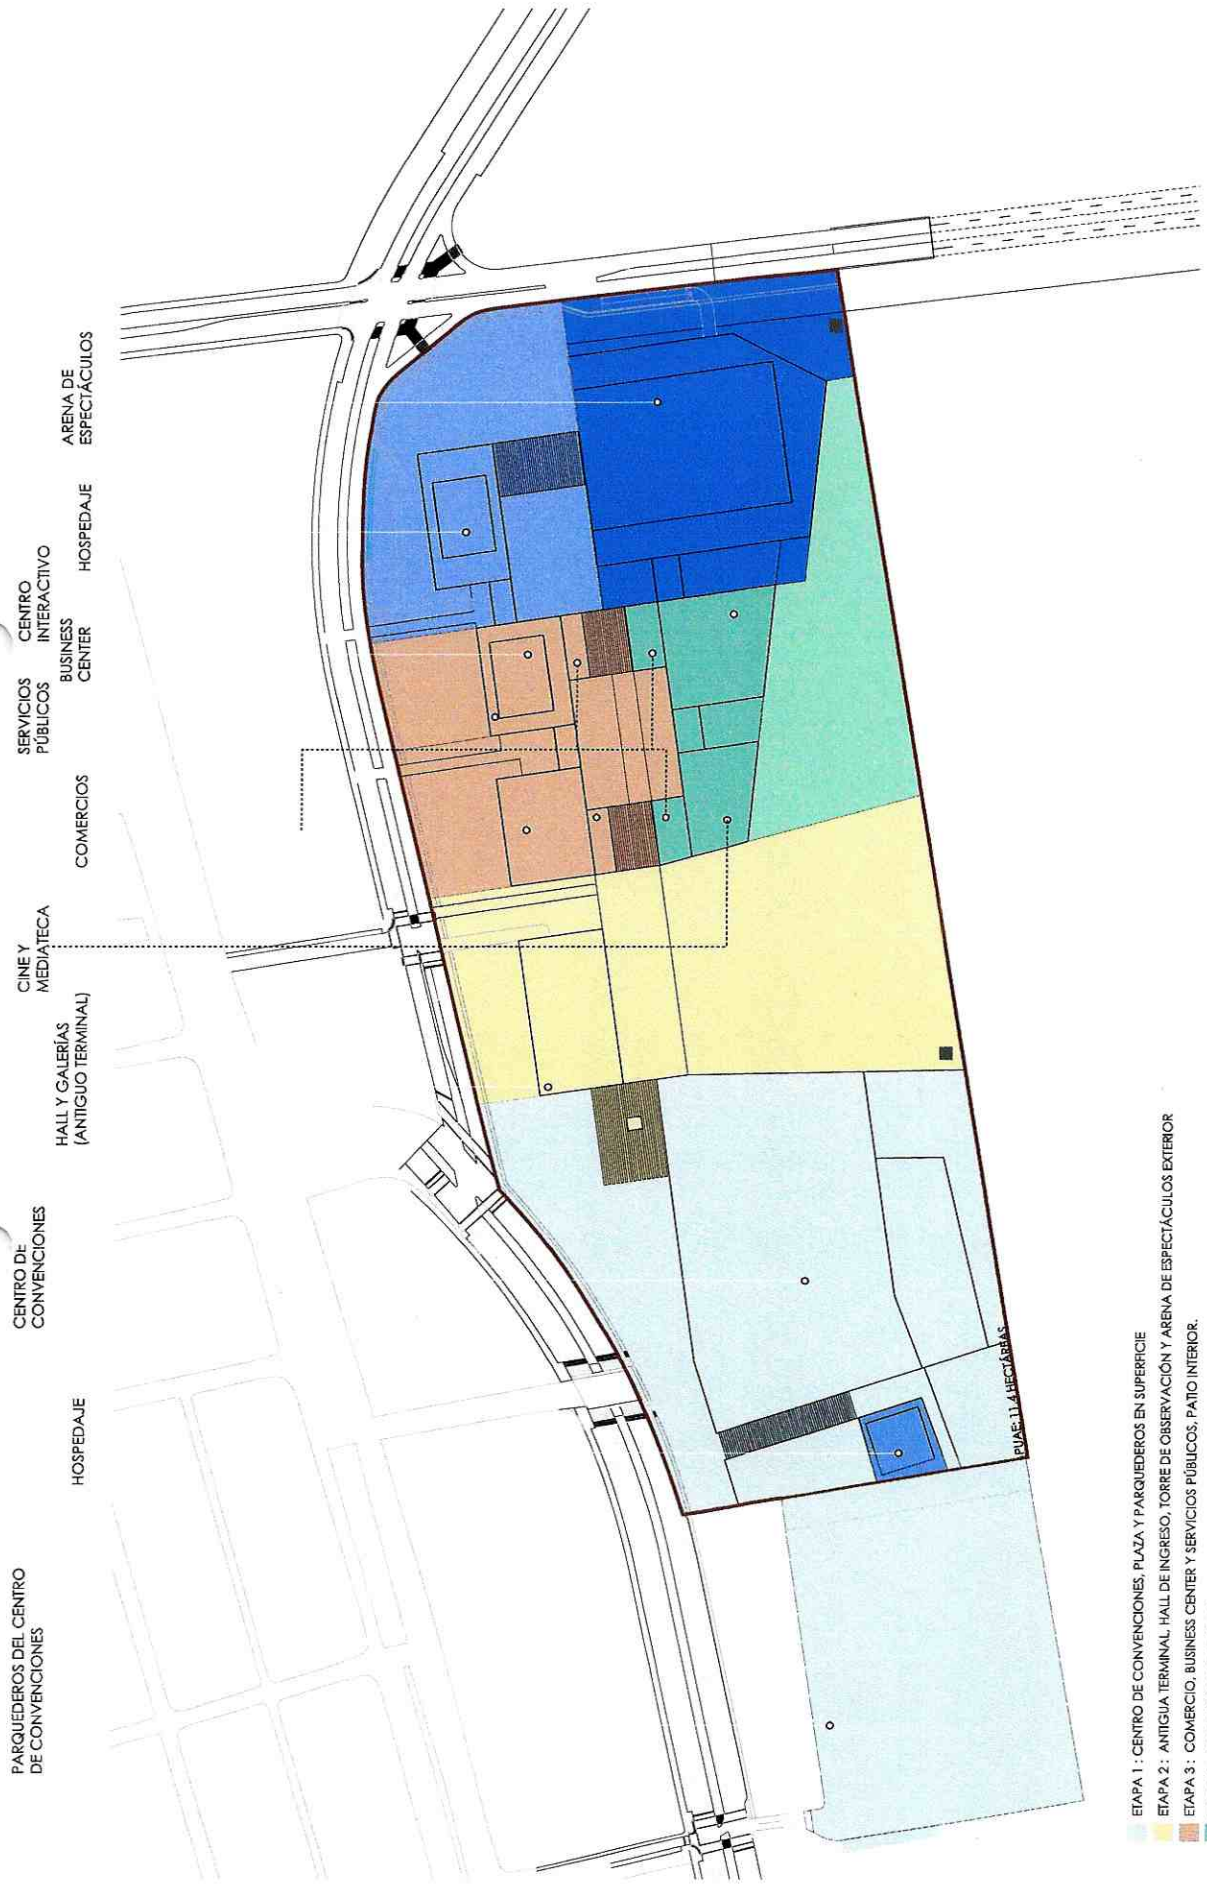 PARQUEDEROS DEL CENTRO
DE CONVENCIONES
HOSPEDAJE
CENTRO DE
CONVENCIONES
HALL Y GALERÍAS
(ANTIGUO TERMINAL)
CINE Y
MEDIATECA
COMERCIOS
SERVICIOS
PÚBLICOS
BUSINESS
CENTER
CENTRO
INTERACTIVO
HOSPEDAJE
ARENA DE
ESPECTÁCULOS
PUAE: 11.4 HECTÁREAS
ETAPA 1 : CENTRO DE CONVENCIONES, PLAZA Y PARQUEDEROS EN SUPERFICIE
ETAPA 2 : ANTIGUA TERMINAL, HALL DE INGRESO, TORRE DE OBSERVACIÓN Y ARENA DE ESPECTÁCULOS EXTERIOR
ETAPA 3 : COMERCIO, BUSINESS CENTER Y SERVICIOS PÚBLICOS, PATIO INTERIOR.